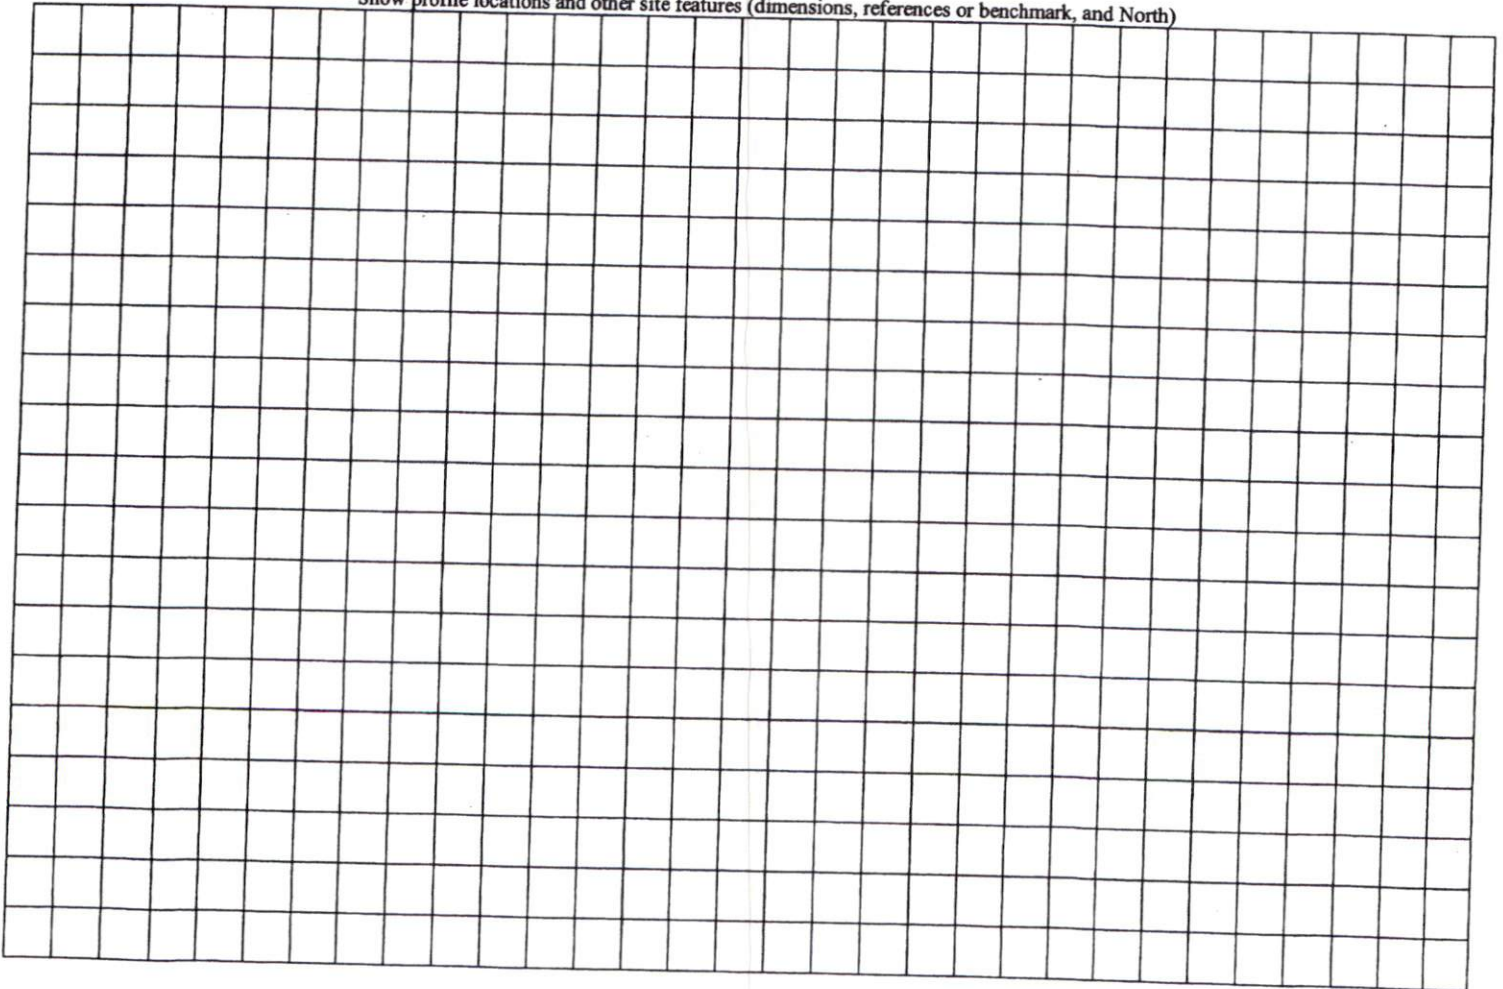 Show profile locations and other site features (dimensions, references or benchmark, and North)